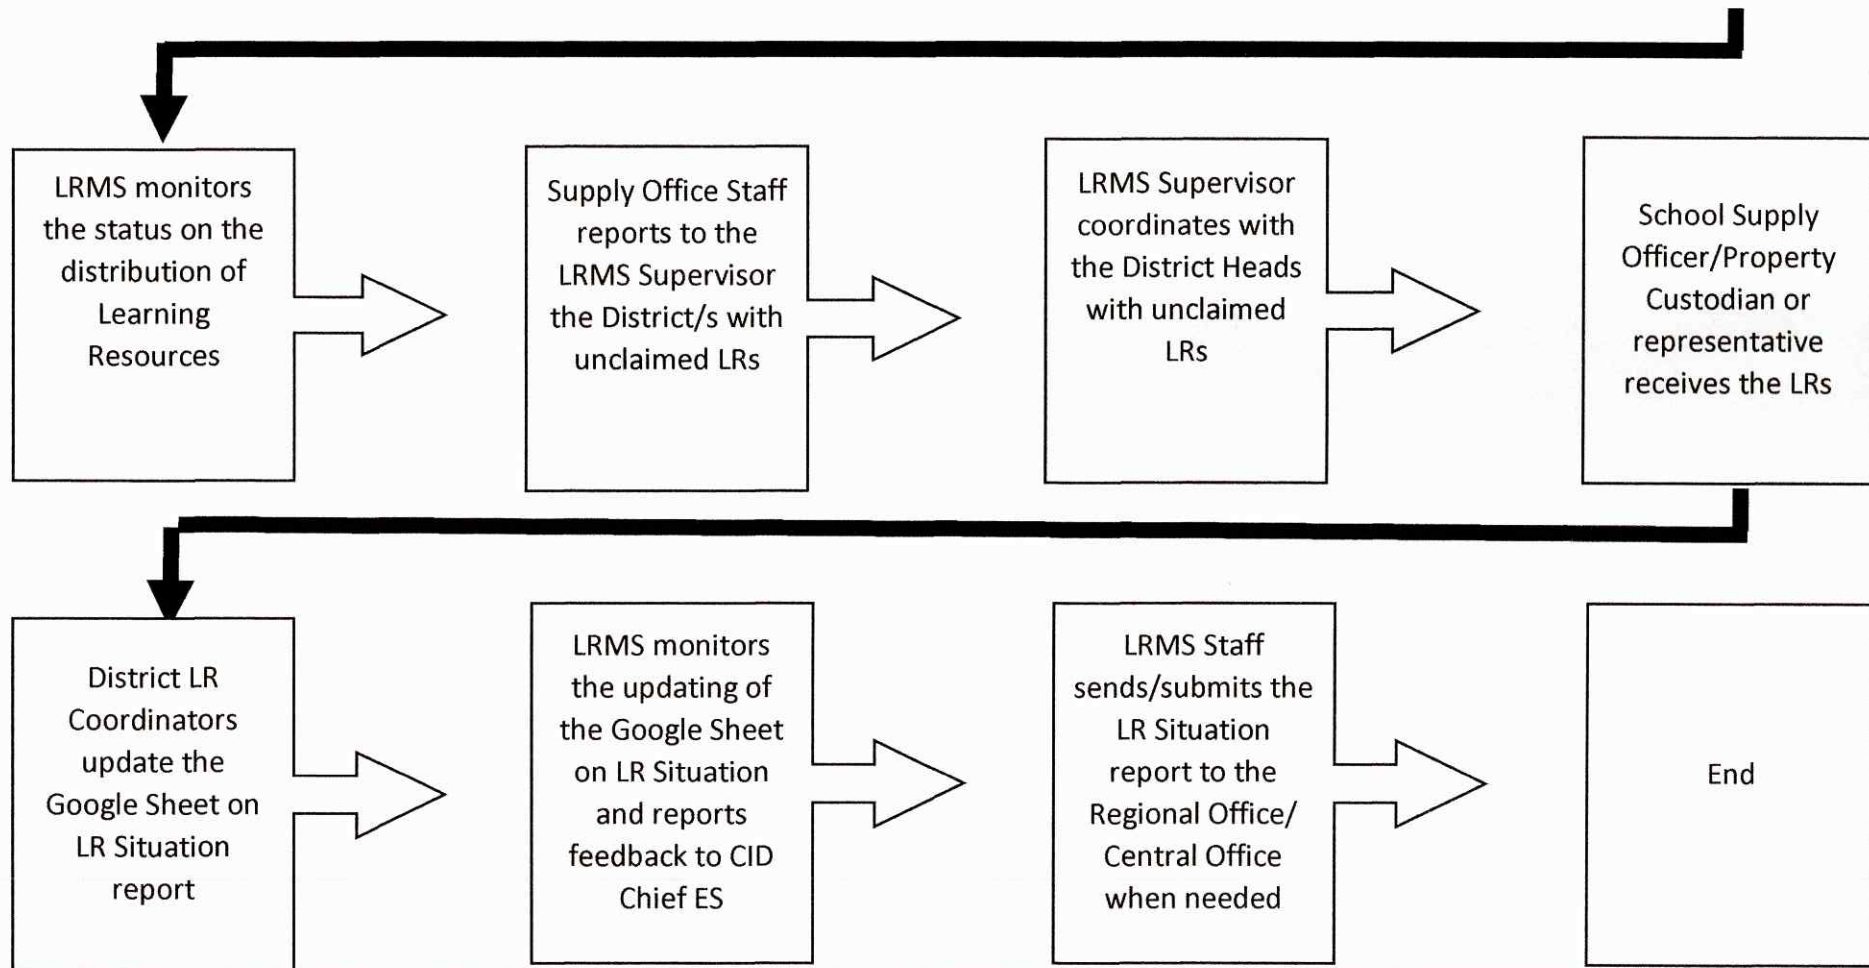 LRMS monitors
the status on the
distribution of
Learning
Resources
Supply Office Staff
reports to the
LRMS Supervisor
the District/s with
unclaimed LRs
LRMS Supervisor
coordinates with
the District Heads
with unclaimed
LRs
School Supply
Officer/Property
Custodian or
representative
receives the LRs
District LR
Coordinators
update the
Google Sheet on
LR Situation
report
LRMS monitors
the updating of
the Google Sheet
on LR Situation
and reports
feedback to CID
Chief ES
LRMS Staff
sends/submits the
LR Situation
report to the
Regional Office/
Central Office
when needed
End